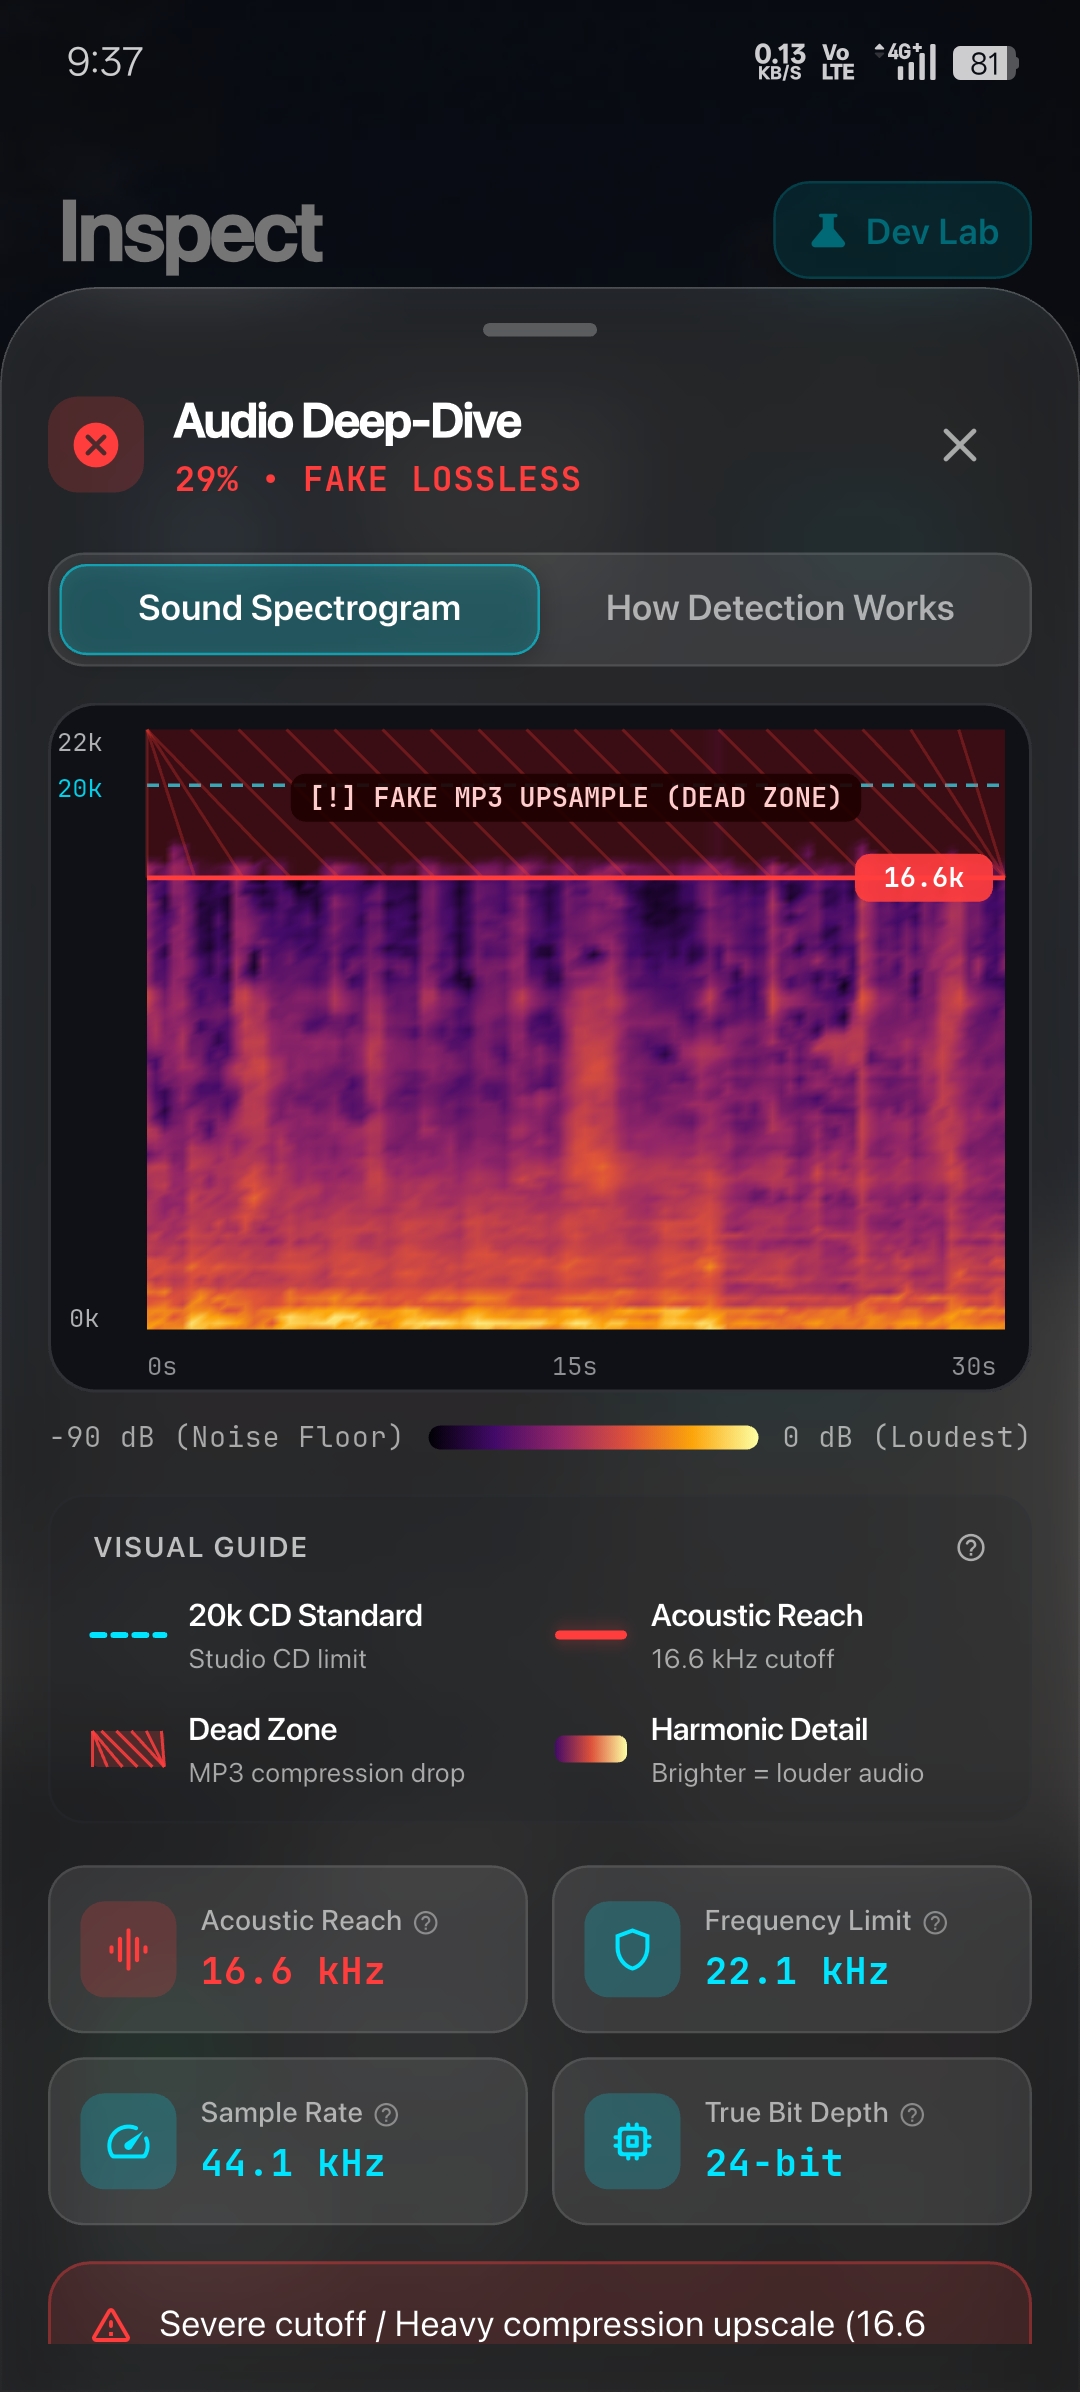 9:37
0.13 KB/S Vo LTE 4G+ 81
Inspect
Dev Lab
Audio Deep-Dive
29% • FAKE LOSSLESS
Sound Spectrogram
How Detection Works
22k
20k
[!] FAKE MP3 UPSAMPLE (DEAD ZONE)
16.6k
0k
0s 15s 30s
-90 dB (Noise Floor) 0 dB (Loudest)
VISUAL GUIDE
20k CD Standard
Studio CD limit
Acoustic Reach
16.6 kHz cutoff
Dead Zone
MP3 compression drop
Harmonic Detail
Brighter = louder audio
Acoustic Reach
16.6 kHz
Frequency Limit
22.1 kHz
Sample Rate
44.1 kHz
True Bit Depth
24-bit
Severe cutoff / Heavy compression upscale (16.6